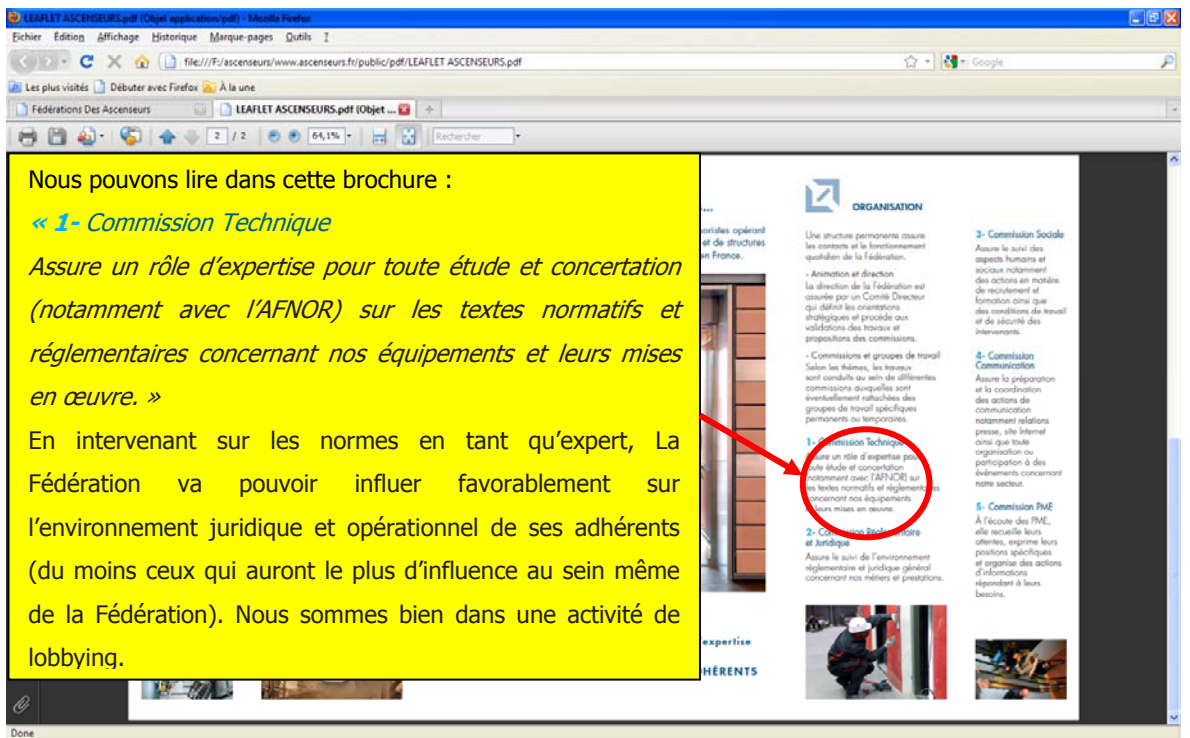 LEAFLET ASCENSEURS.pdf (Objet application/pdf) - Mozilla Firefox
Fichier Édition Affichage Historique Marque-pages Outils ?
file:///F:/ascenseurs/www.ascenseurs.fr/public/pdf/LEAFLET ASCENSEURS.pdf
Google
Les plus visités Débuter avec Firefox À la une
Fédérations Des Ascenseurs
LEAFLET ASCENSEURS.pdf (Objet ...
2 / 2 64,1% Rechercher
Nous pouvons lire dans cette brochure :
« 1- Commission Technique
Assure un rôle d'expertise pour toute étude et concertation
(notamment avec l'AFNOR) sur les textes normatifs et
réglementaires concernant nos équipements et leurs mises
en œuvre. »
En intervenant sur les normes en tant qu'expert, La
Fédération va pouvoir influer favorablement sur
l'environnement juridique et opérationnel de ses adhérents
(du moins ceux qui auront le plus d'influence au sein même
de la Fédération). Nous sommes bien dans une activité de
lobbying.
opérant
et de structures
en France.
expertise
HÉRENTS
ORGANISATION
Une structure permanente assure
les contacts et le fonctionnement
quotidien de la Fédération.
- Animation et direction
La direction de la Fédération est
assurée par un Comité Directeur
qui définit les orientations
stratégiques et procède aux
validations des travaux et
propositions des commissions.
- Commissions et groupes de travail
Selon les thèmes, les travaux
sont conduits au sein de différentes
commissions auxquelles sont
éventuellement rattachées des
groupes de travail spécifiques
permanents ou temporaires.
1- Commission Technique
Assure un rôle d'expertise pour
toute étude et concertation
(notamment avec l'AFNOR) sur
les textes normatifs et réglementaires
concernant nos équipements
et leurs mises en œuvre.
2- Commission Réglementaire
et Juridique
Assure le suivi de l'environnement
réglementaire et juridique général
concernant nos métiers et prestations.
3- Commission Sociale
Assure le suivi des
aspects humains et
sociaux notamment
des actions en matière
de recrutement et
formation ainsi que
des conditions de travail
et de sécurité des
intervenants.
4- Commission
Communication
Assure la préparation
et la coordination
des actions de
communication
notamment relations
presse, site Internet
ainsi que toute
organisation ou
participation à des
événements concernant
notre secteur.
5- Commission PME
À l'écoute des PME,
elle recueille leurs
attentes, exprime leurs
positions spécifiques
et organise des actions
d'informations
répondant à leurs
besoins.
Done